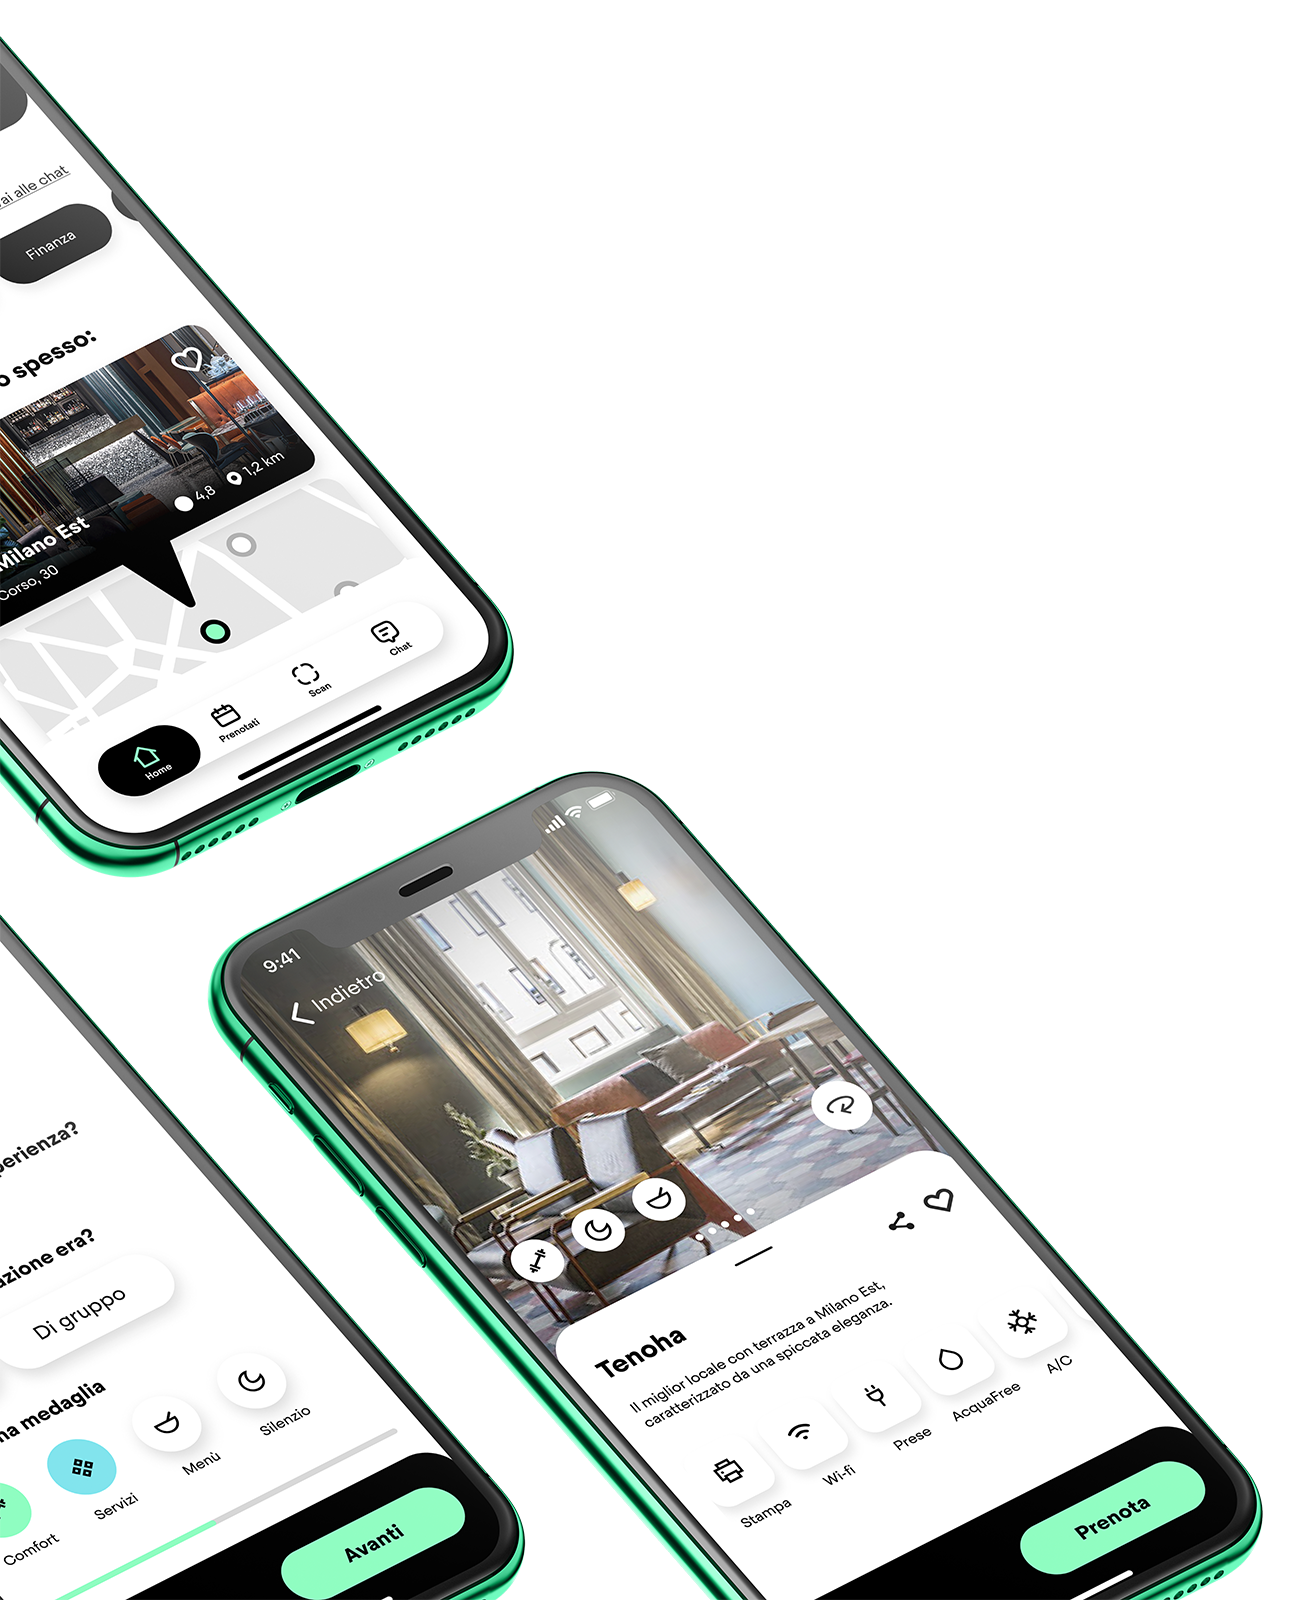 ai alle chat
Finanza
o spesso:
4,8
1,2 km
Milano Est
Corso, 30
Home
Prenotati
Scan
Chat
perienza?
azione era?
Di gruppo
na medaglia
Comfort
Servizi
Menù
Silenzio
Avanti
9:41
Indietro
Tenoha
Il miglior locale con terrazza a Milano Est,
caratterizzato da una spiccata eleganza.
Stampa
Wi-fi
Prese
AcquaFree
A/C
Prenota